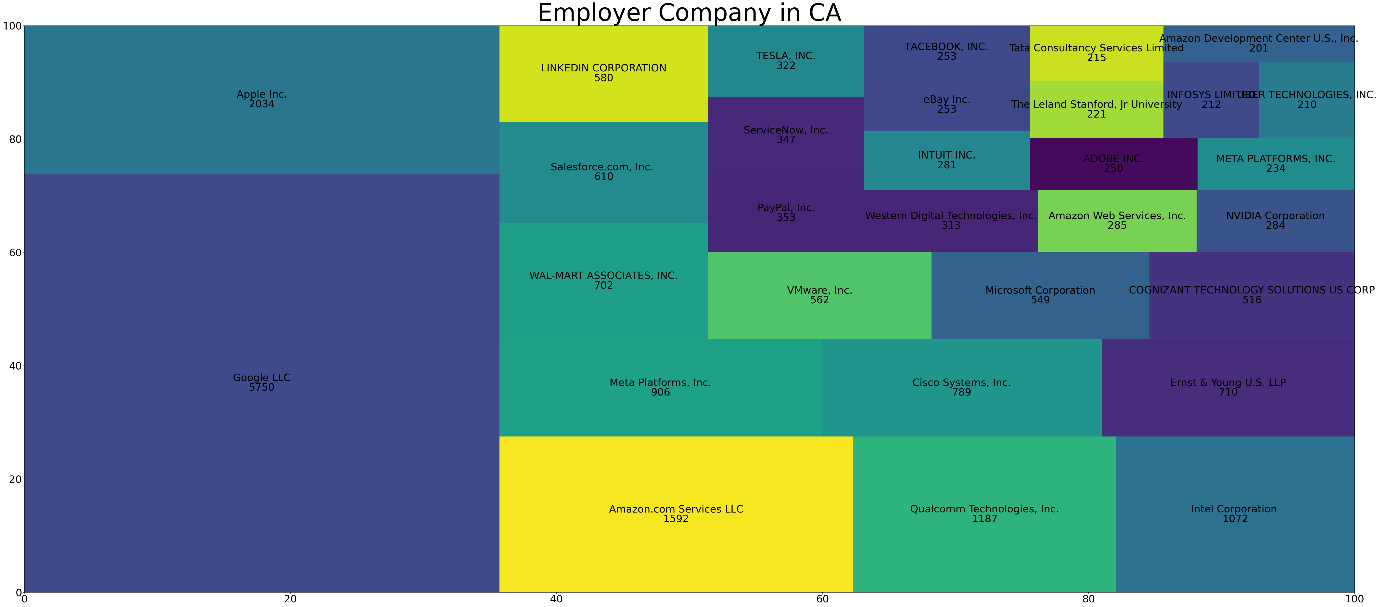 Employer Company in CA
100
80
60
40
20
0
0
20
40
60
80
100
Apple Inc.
2034
Google LLC
5750
LINKEDIN CORPORATION
580
Salesforce.com, Inc.
610
WAL-MART ASSOCIATES, INC.
702
TESLA, INC.
322
ServiceNow, Inc.
347
PayPal, Inc.
353
FACEBOOK, INC.
253
eBay Inc.
253
INTUIT INC.
281
Tata Consultancy Services Limited
215
The Leland Stanford, Jr University
221
Amazon Development Center U.S., Inc.
201
INFOSYS LIMITED
212
UBER TECHNOLOGIES, INC.
210
ADOBE INC.
250
META PLATFORMS, INC.
234
Western Digital Technologies, Inc.
313
Amazon Web Services, Inc.
285
NVIDIA Corporation
284
VMware, Inc.
562
Microsoft Corporation
549
COGNIZANT TECHNOLOGY SOLUTIONS US CORP
516
Meta Platforms, Inc.
906
Cisco Systems, Inc.
789
Ernst & Young U.S. LLP
710
Amazon.com Services LLC
1592
Qualcomm Technologies, Inc.
1187
Intel Corporation
1072